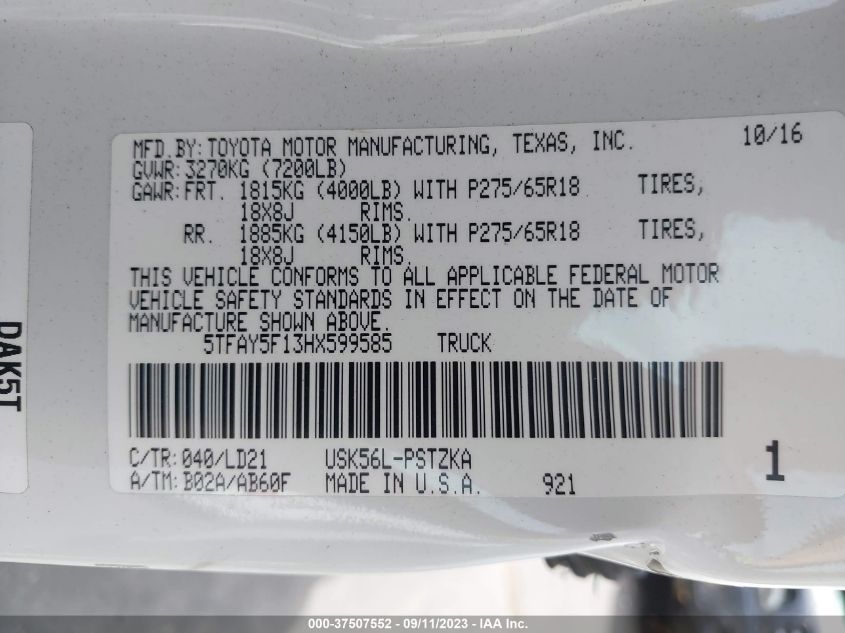 MFD.BY:TOYOTA MOTOR MANUFACTURING, TEXAS, INC. 10/16
GVWR:3270KG (7200LB)
GAWR:FRT. 1815KG (4000LB) WITH P275/65R18 TIRES,
18X8J RIMS.
RR. 1885KG (4150LB) WITH P275/65R18 TIRES,
18X8J RIMS.
THIS VEHICLE CONFORMS TO ALL APPLICABLE FEDERAL MOTOR
VEHICLE SAFETY STANDARDS IN EFFECT ON THE DATE OF
MANUFACTURE SHOWN ABOVE.
5TFAY5F13HX599585 TRUCK
C/TR:040/LD21 USK56L-PSTZKA
A/TM:B02A/AB60F MADE IN U.S.A. 921
1
DAK5T
000-37507552 - 09/11/2023 - IAA Inc.